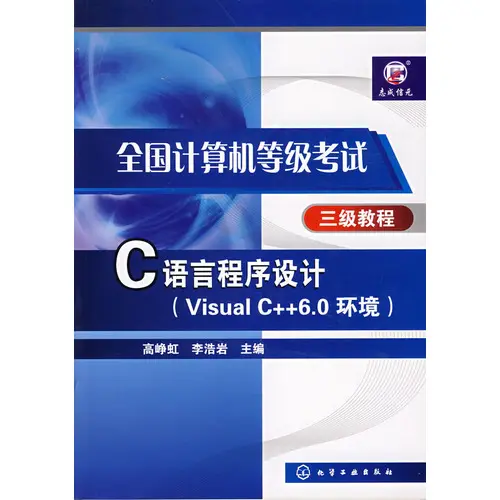 志成信元
全国计算机等级考试
三级教程
C语言程序设计
(Visual C++6.0 环境)
高峥虹 李浩岩 主编
化学工业出版社